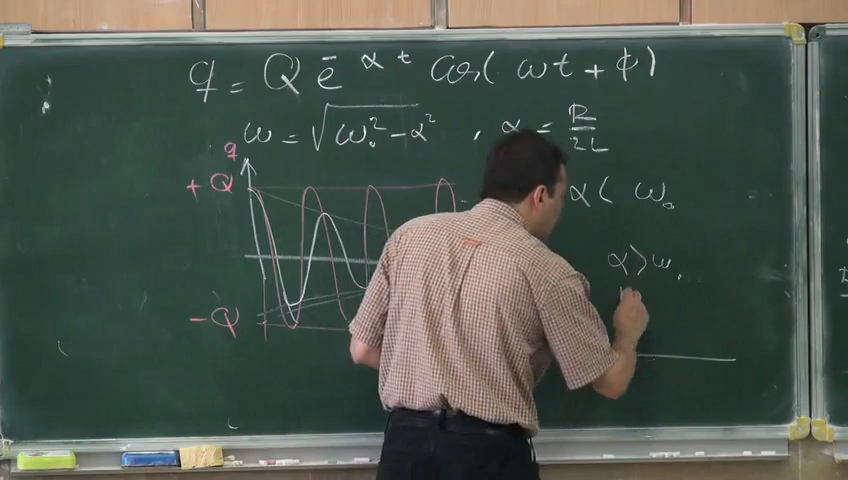 q = Q e^-αt cos(ωt + φ)
ω = √ω₀² - α² , α = R/2L
q
+Q
α < ω₀
α > ω₀
-Q